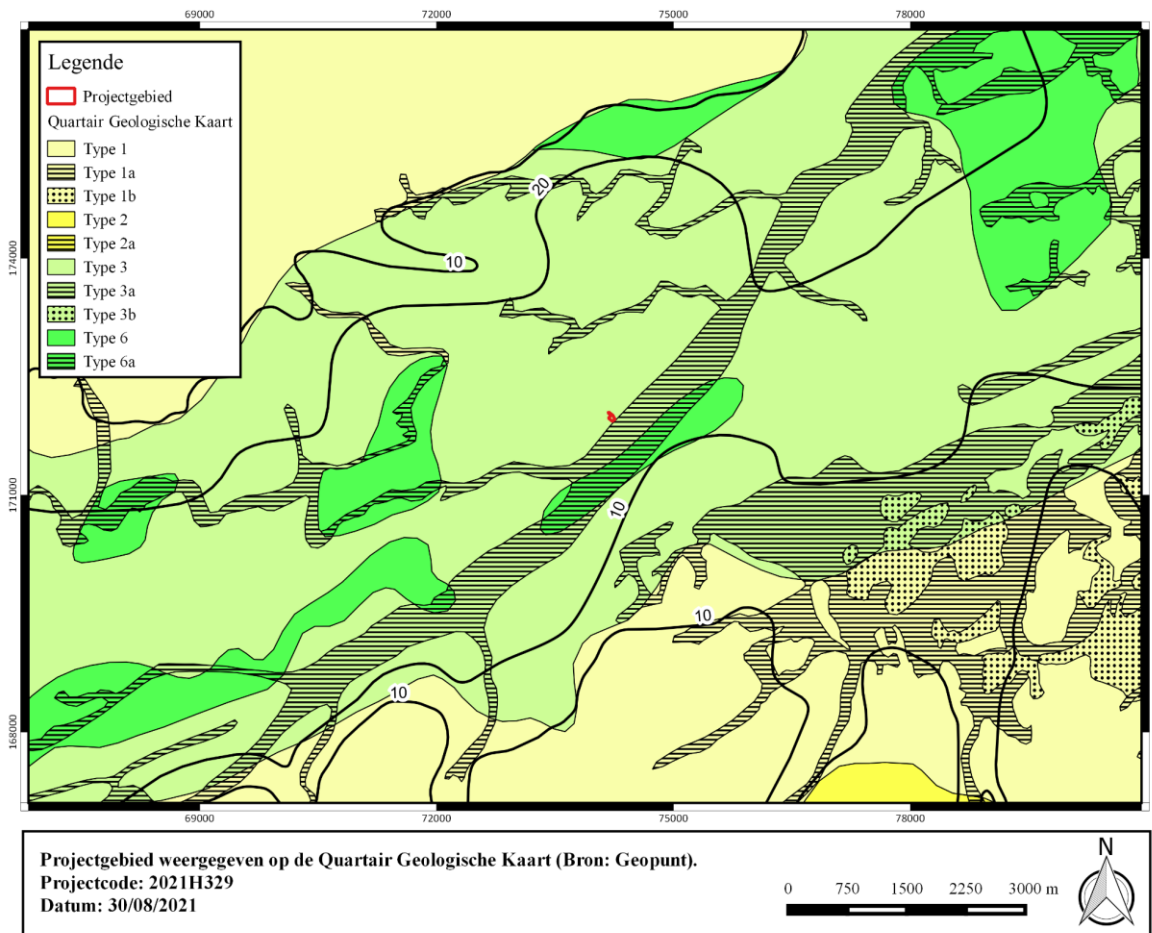 69000 72000 75000 78000
Legende
Projectgebied
Quartair Geologische Kaart
Type 1
Type 1a
Type 1b
Type 2
Type 2a
Type 3
Type 3a
Type 3b
Type 6
Type 6a
20
10
174000 174000
10
171000 171000
10
10
168000 168000
69000 72000 75000 78000
Projectgebied weergegeven op de Quartair Geologische Kaart (Bron: Geopunt).
Projectcode: 2021H329
Datum: 30/08/2021
0 750 1500 2250 3000 m
N